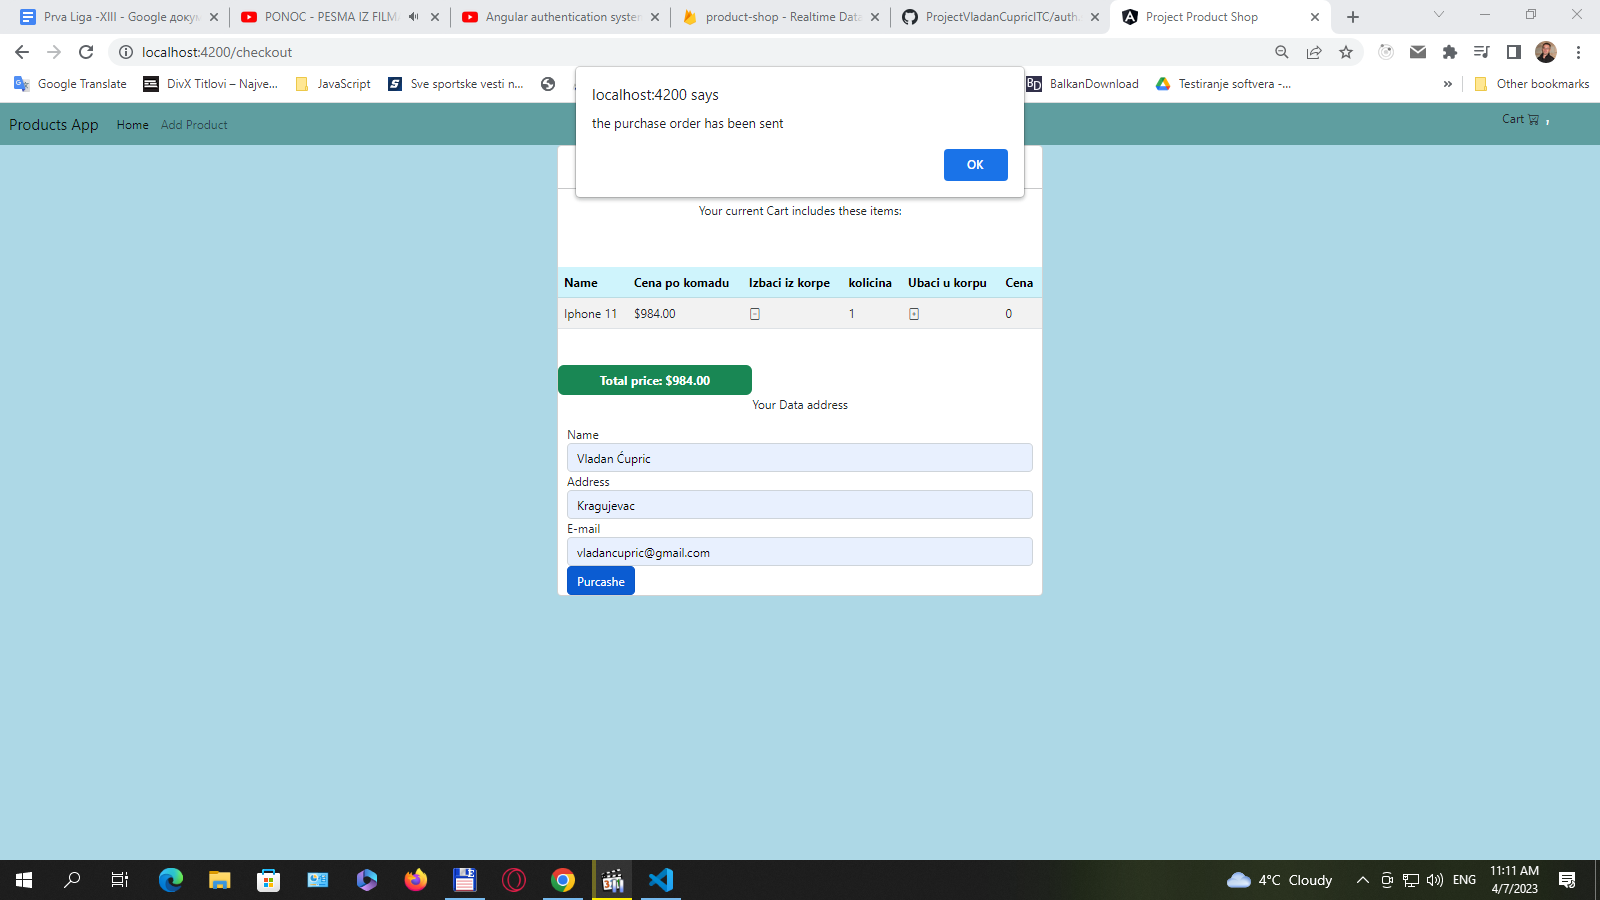 Prva Liga -XIII - Google докум
PONOC - PESMA IZ FILMA
Angular authentication system
product-shop - Realtime Data
ProjectVladanCupricITC/auth
Project Product Shop
localhost:4200/checkout
Google Translate
DivX Titlovi – Najve...
JavaScript
Sve sportske vesti n...
BD BalkanDownload
Testiranje softvera -...
»
Other bookmarks
localhost:4200 says
the purchase order has been sent
OK
Products App Home Add Product
Cart ,
Your current Cart includes these items:
Name Cena po komadu Izbaci iz korpe kolicina Ubaci u korpu Cena
Iphone 11 $984.00 - 1 + 0
Total price: $984.00
Your Data address
Name
Vladan Ćupric
Address
Kragujevac
E-mail
vladancupric@gmail.com
Purcashe
4°C Cloudy
ENG
11:11 AM
4/7/2023